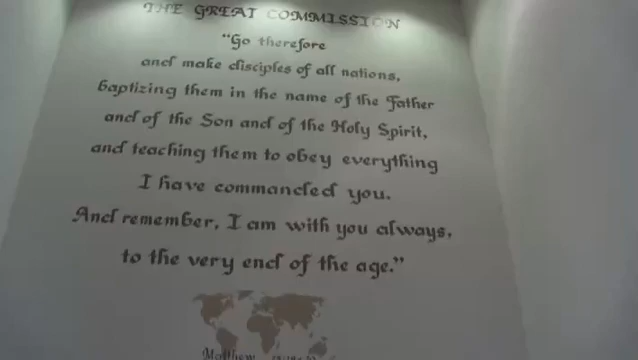 THE GREAT COMMISSION
“Go therefore
and make disciples of all nations,
baptizing them in the name of the Father
and of the Son and of the Holy Spirit,
and teaching them to obey everything
I have commanded you.
And remember, I am with you always,
to the very end of the age.”
Matthew